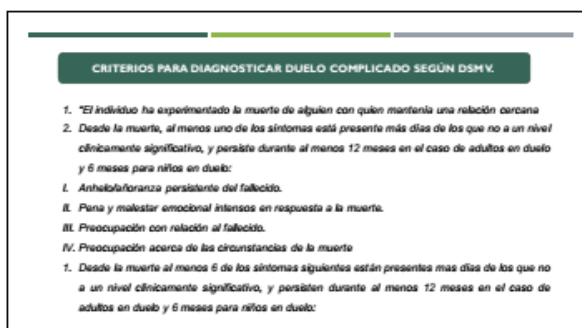 CRITERIOS PARA DIAGNOSTICAR DUELO COMPLICADO SEGÚN DSM V.
1. "El individuo ha experimentado la muerte de alguien con quien mantenía una relación cercana
2. Desde la muerte, al menos uno de los síntomas está presente más días de los que no a un nivel
clínicamente significativo, y persiste durante al menos 12 meses en el caso de adultos en duelo
y 6 meses para niños en duelo:
I. Anhelo/añoranza persistente del fallecido.
II. Pena y malestar emocional intensos en respuesta a la muerte.
III. Preocupación con relación al fallecido.
IV. Preocupación acerca de las circunstancias de la muerte
1. Desde la muerte al menos 6 de los síntomas siguientes están presentes mas días de los que no
a un nivel clínicamente significativo, y persisten durante al menos 12 meses en el caso de
adultos en duelo y 6 meses para niños en duelo: